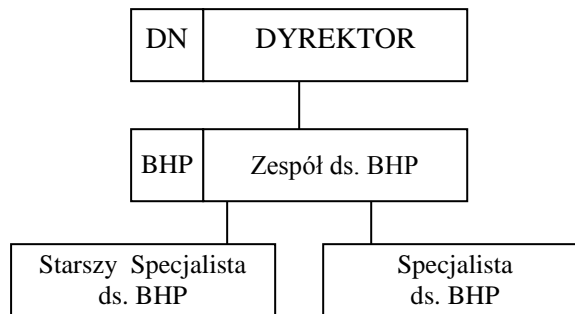 DN DYREKTOR
BHP Zespół ds. BHP
Starszy Specjalista
ds. BHP
Specjalista
ds. BHP